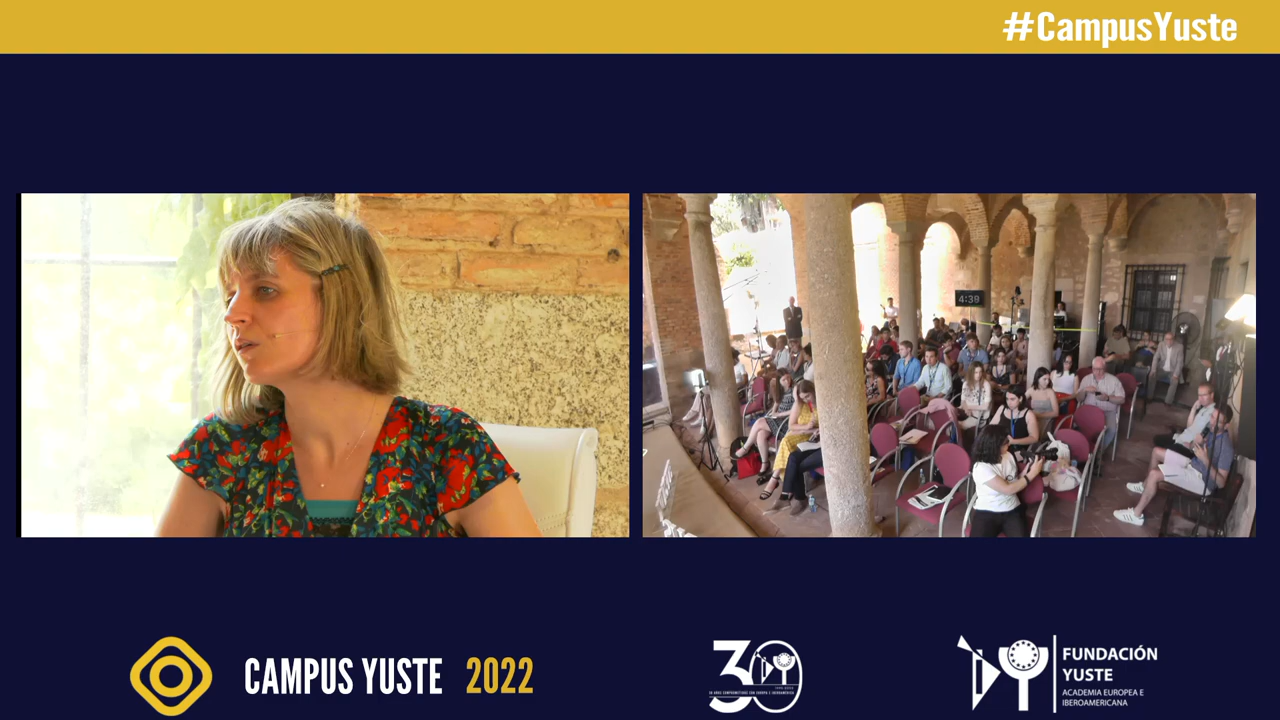 #CampusYuste
4:39
CAMPUS YUSTE 2022
30
FUNDACIÓN
YUSTE
ACADEMIA EUROPEA E
IBEROAMERICANA